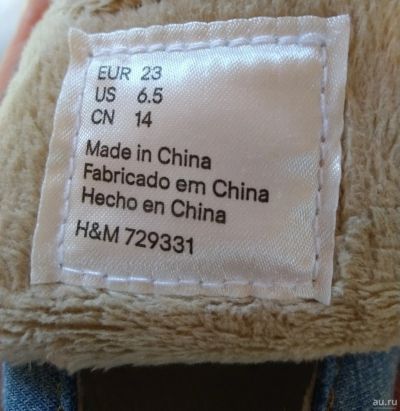 EUR 23
US 6.5
CN 14
Made in China
Fabricado em China
Hecho en China
H&M 729331
au.ru